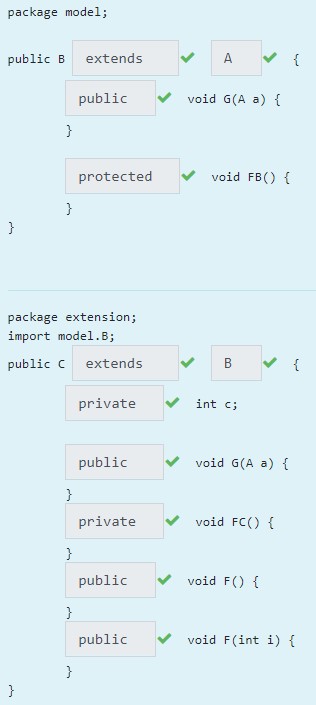 package model;
public B extends A {
public void G(A a) {
}
protected void FB() {
}
}
package extension;
import model.B;
public C extends B {
private int c;
public void G(A a) {
}
private void FC() {
}
public void F() {
}
public void F(int i) {
}
}